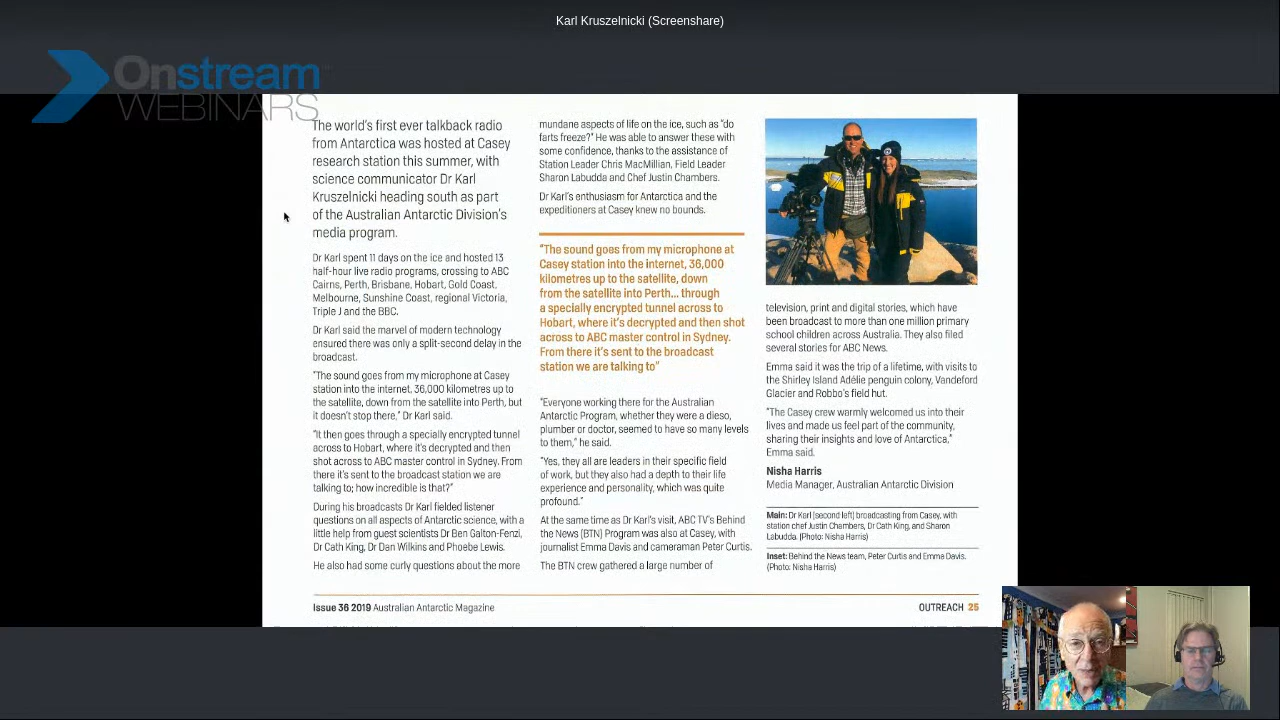 Karl Kruszelnicki (Screenshare)
Onstream
WEBINARS
The world's first ever talkback radio
from Antarctica was hosted at Casey
research station this summer, with
science communicator Dr Karl
Kruszelnicki heading south as part
of the Australian Antarctic Division's
media program.
Dr Karl spent 11 days on the ice and hosted 13
half-hour live radio programs, crossing to ABC
Cairns, Perth, Brisbane, Hobart, Gold Coast,
Melbourne, Sunshine Coast, regional Victoria,
Triple J and the BBC.
Dr Karl said the marvel of modern technology
ensured there was only a split-second delay in the
broadcast.
"The sound goes from my microphone at Casey
station into the internet, 36,000 kilometres up to
the satellite, down from the satellite into Perth, but
it doesn't stop there," Dr Karl said.
"It then goes through a specially encrypted tunnel
across to Hobart, where it's decrypted and then
shot across to ABC master control in Sydney. From
there it's sent to the broadcast station we are
talking to; how incredible is that?"
During his broadcasts Dr Karl fielded listener
questions on all aspects of Antarctic science, with a
little help from guest scientists Dr Ben Galton-Fenzi,
Dr Cath King, Dr Dan Wilkins and Phoebe Lewis.
He also had some curly questions about the more
mundane aspects of life on the ice, such as "do
farts freeze?" He was able to answer these with
some confidence, thanks to the assistance of
Station Leader Chris MacMillian, Field Leader
Sharon Labudda and Chef Justin Chambers.
Dr Karl's enthusiasm for Antarctica and the
expeditioners at Casey knew no bounds.
"The sound goes from my microphone at
Casey station into the internet, 36,000
kilometres up to the satellite, down
from the satellite into Perth... through
a specially encrypted tunnel across to
Hobart, where it's decrypted and then shot
across to ABC master control in Sydney.
From there it's sent to the broadcast
station we are talking to"
"Everyone working there for the Australian
Antarctic Program, whether they were a dieso,
plumber or doctor, seemed to have so many levels
to them," he said.
"Yes, they all are leaders in their specific field
of work, but they also had a depth to their life
experience and personality, which was quite
profound."
At the same time as Dr Karl's visit, ABC TV's Behind
the News (BTN) Program was also at Casey, with
journalist Emma Davis and cameraman Peter Curtis.
The BTN crew gathered a large number of
television, print and digital stories, which have
been broadcast to more than one million primary
school children across Australia. They also filed
several stories for ABC News.
Emma said it was the trip of a lifetime, with visits to
the Shirley Island Adélie penguin colony, Vandeford
Glacier and Robbo's field hut.
"The Casey crew warmly welcomed us into their
lives and made us feel part of the community,
sharing their insights and love of Antarctica,"
Emma said.
Nisha Harris
Media Manager, Australian Antarctic Division
Main: Dr Karl (second left) broadcasting from Casey, with
station chef Justin Chambers, Dr Cath King, and Sharon
Labudda. (Photo: Nisha Harris)
Inset: Behind the News team, Peter Curtis and Emma Davis.
(Photo: Nisha Harris)
Issue 36 2019 Australian Antarctic Magazine
OUTREACH 25